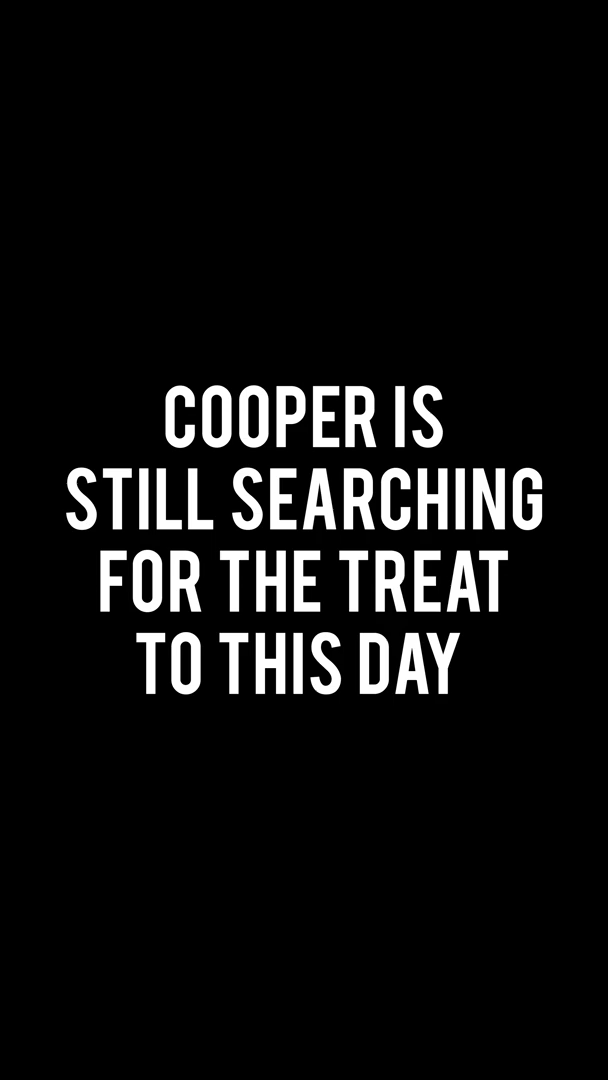 COOPER IS
STILL SEARCHING
FOR THE TREAT
TO THIS DAY